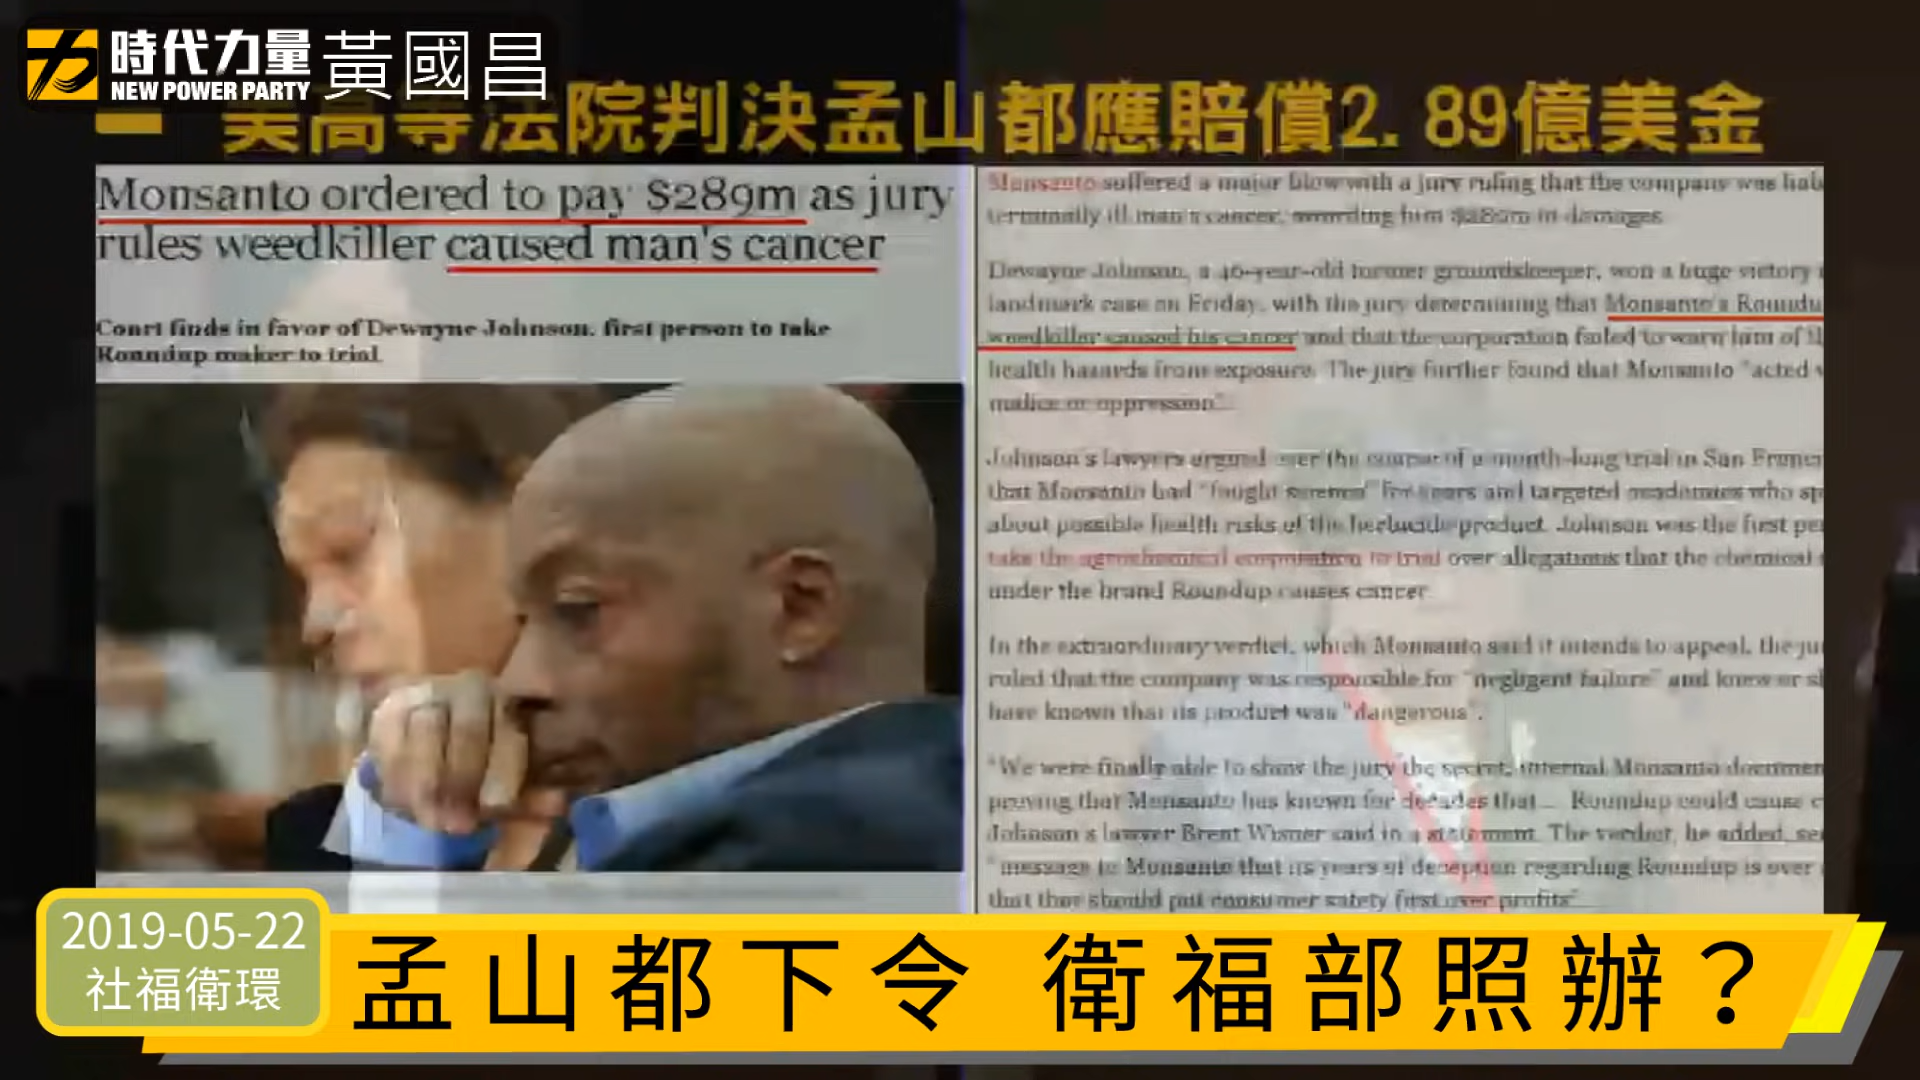 時代力量
NEW POWER PARTY
黃國昌
美高等法院判決孟山都應賠償2.89億美金
Monsanto ordered to pay $289m as jury
rules weedkiller caused man's cancer
Court finds in favor of Dewayne Johnson, first person to take
Roundup maker to trial
Monsanto suffered a major blow with a jury ruling that the company was
terminally ill man's cancer, awarding him $289m in damages.
Dewayne Johnson, a 46-year-old former groundskeeper, won a huge victory
landmark case on Friday, with the jury determining that Monsanto's Roundu
weedkiller caused his cancer and that the corporation failed to warn him of
health hazards from exposure. The jury further found that Monsanto "acted
malice or oppression".
Johnson's lawyers argued over the course of a month-long trial in San Franci
that Monsanto had "fought science" for years and targeted academics who sp
about possible health risks of the herbicide product. Johnson was the first pe
take the agrochemical corporation to trial over allegations that the chemical
under the brand Roundup causes cancer.
In the extraordinary verdict, which Monsanto said it intends to appeal, the ju
ruled that the company was responsible for "negligent failure" and knew or s
have known that its product was "dangerous".
"We were finally able to show the jury the secret, internal Monsanto documen
proving that Monsanto has known for decades that ... Roundup could cause c
Johnson's lawyer Brent Wisner said in a statement. The verdict, he added, se
"message to Monsanto that its years of deception regarding Roundup is over
that they should put consumer safety first over profits".
2019-05-22
社福衛環
孟山都下令 衛福部照辦？